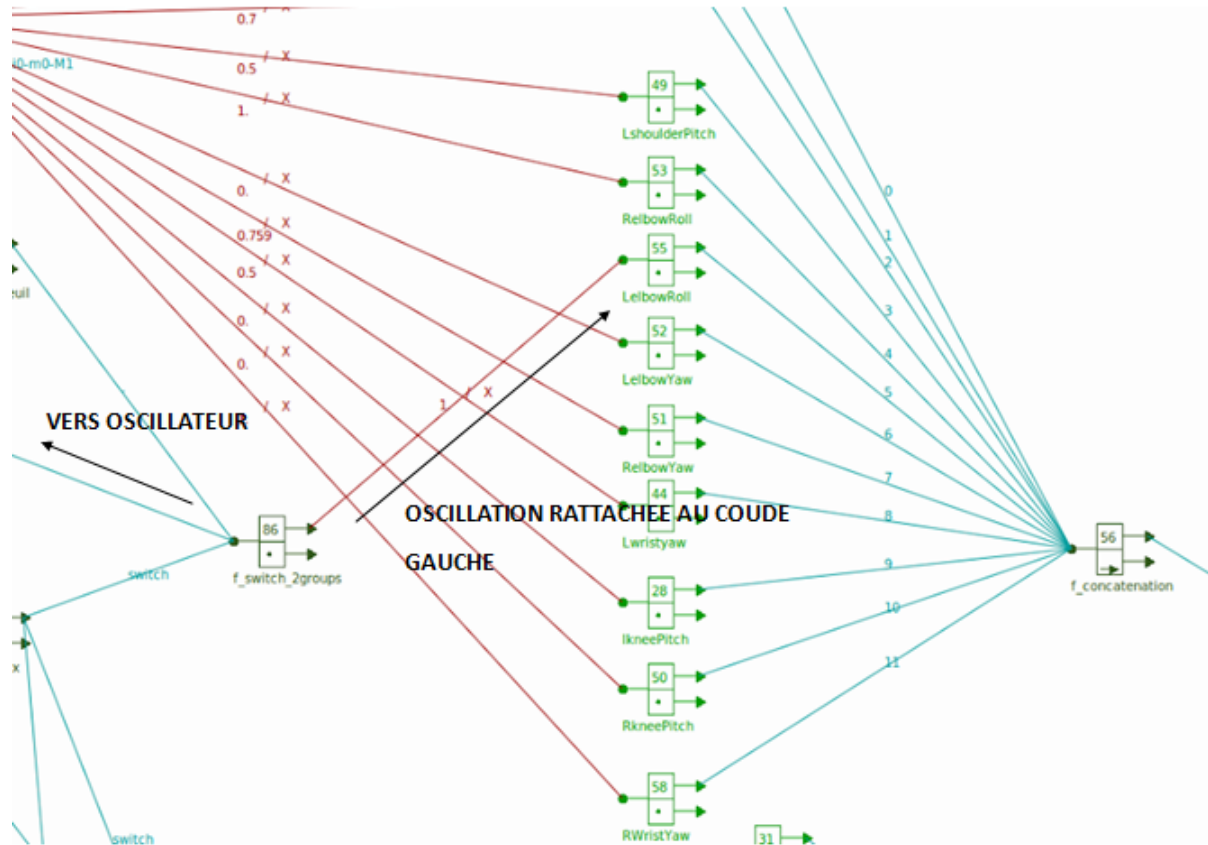 0.7 / X
i0-m0-M1
0.5 / X
1. / X
0. / X
0.759 / X
0.5 / X
0. / X
0. / X
/ X
49
LshoulderPitch
53
RelbowRoll
55
LelbowRoll
52
LelbowYaw
51
RelbowYaw
44
Lwristyaw
28
lkneePitch
50
RkneePitch
58
RWristYaw
31
0
1
2
3
4
5
6
7
8
9
10
11
56
f_concatenation
euil
VERS OSCILLATEUR
1 / X
OSCILLATION RATTACHEE AU COUDE
GAUCHE
86
f_switch_2groups
switch
x
switch